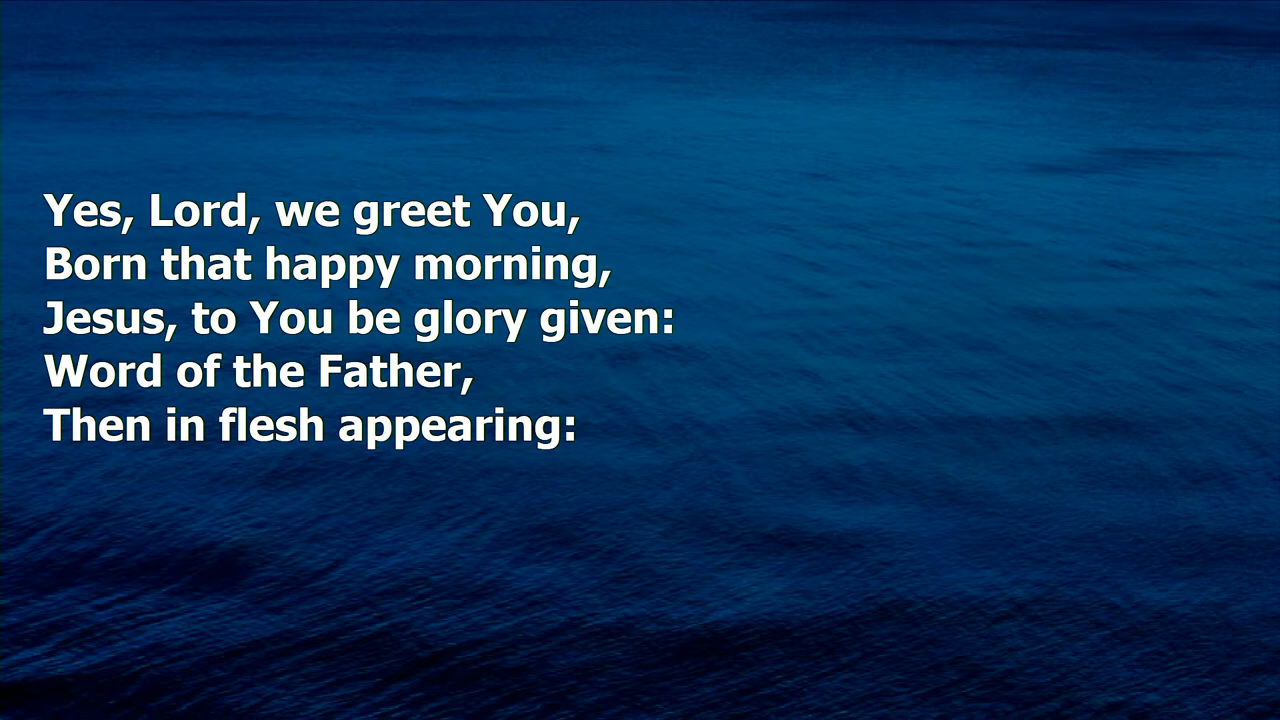 Yes, Lord, we greet You,
Born that happy morning,
Jesus, to You be glory given:
Word of the Father,
Then in flesh appearing: